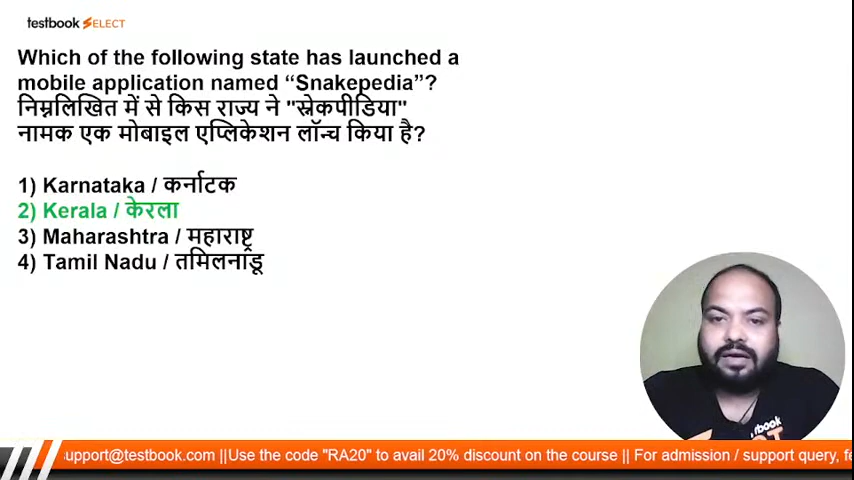 testbook SELECT
Which of the following state has launched a
mobile application named “Snakepedia”?
निम्नलिखित में से किस राज्य ने "स्नेकपीडिया"
नामक एक मोबाइल एप्लिकेशन लॉन्च किया है?
1) Karnataka / कर्नाटक
2) Kerala / केरला
3) Maharashtra / महाराष्ट्र
4) Tamil Nadu / तमिलनाडू
upport@testbook.com ||Use the code "RA20" to avail 20% discount on the course || For admission / support query, fe